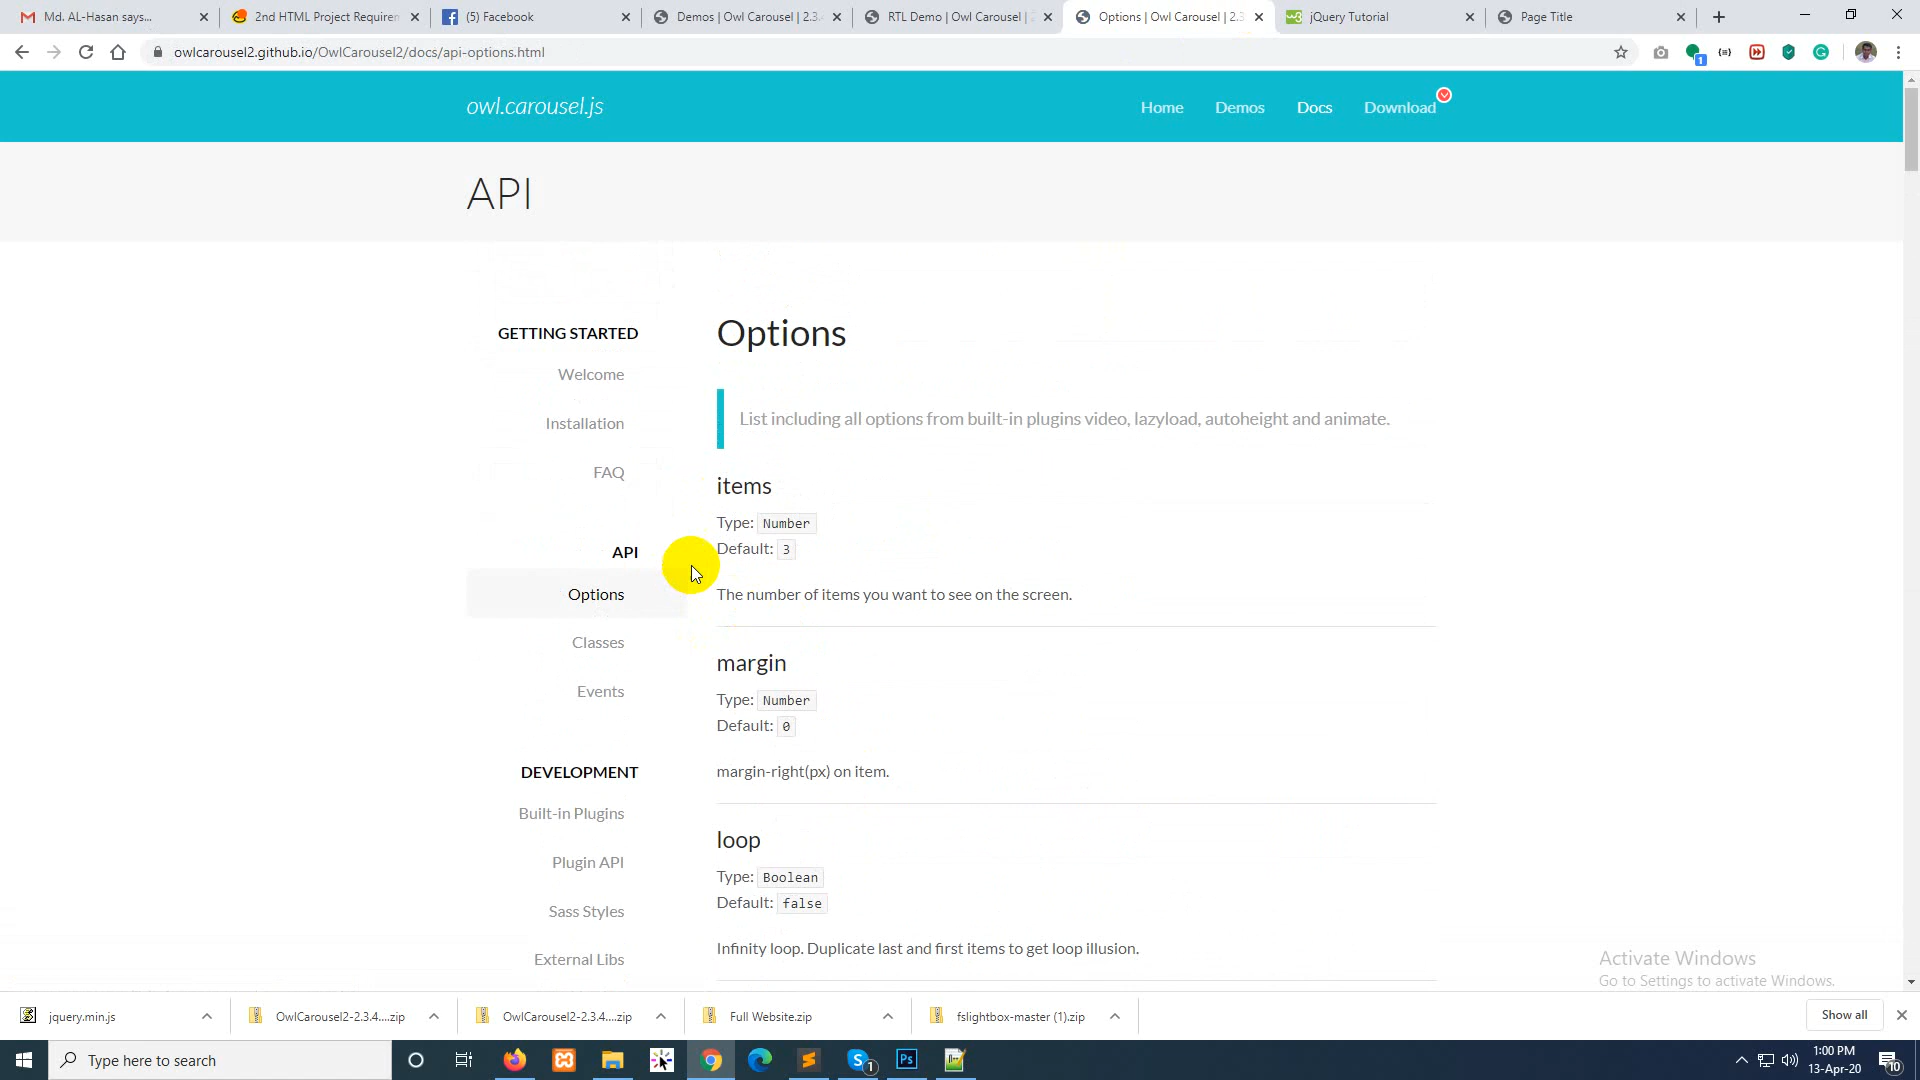 Md. AL-Hasan says...
2nd HTML Project Requirem
(5) Facebook
Demos | Owl Carousel | 2.3.
RTL Demo | Owl Carousel |
Options | Owl Carousel | 2.3
jQuery Tutorial
Page Title
owlcarousel2.github.io/OwlCarousel2/docs/api-options.html
1
owl.carousel.js
Home
Demos
Docs
Download
API
GETTING STARTED
Welcome
Installation
FAQ
API
Options
Classes
Events
DEVELOPMENT
Built-in Plugins
Plugin API
Sass Styles
External Libs
Options
List including all options from built-in plugins video, lazyload, autoheight and animate.
items
Type: Number
Default: 3
The number of items you want to see on the screen.
margin
Type: Number
Default: 0
margin-right(px) on item.
loop
Type: Boolean
Default: false
Infinity loop. Duplicate last and first items to get loop illusion.
Activate Windows
Go to Settings to activate Windows.
jquery.min.js
OwlCarousel2-2.3.4....zip
OwlCarousel2-2.3.4....zip
Full Website.zip
fslightbox-master (1).zip
Show all
Type here to search
S
1
Ps
1:00 PM
13-Apr-20
10